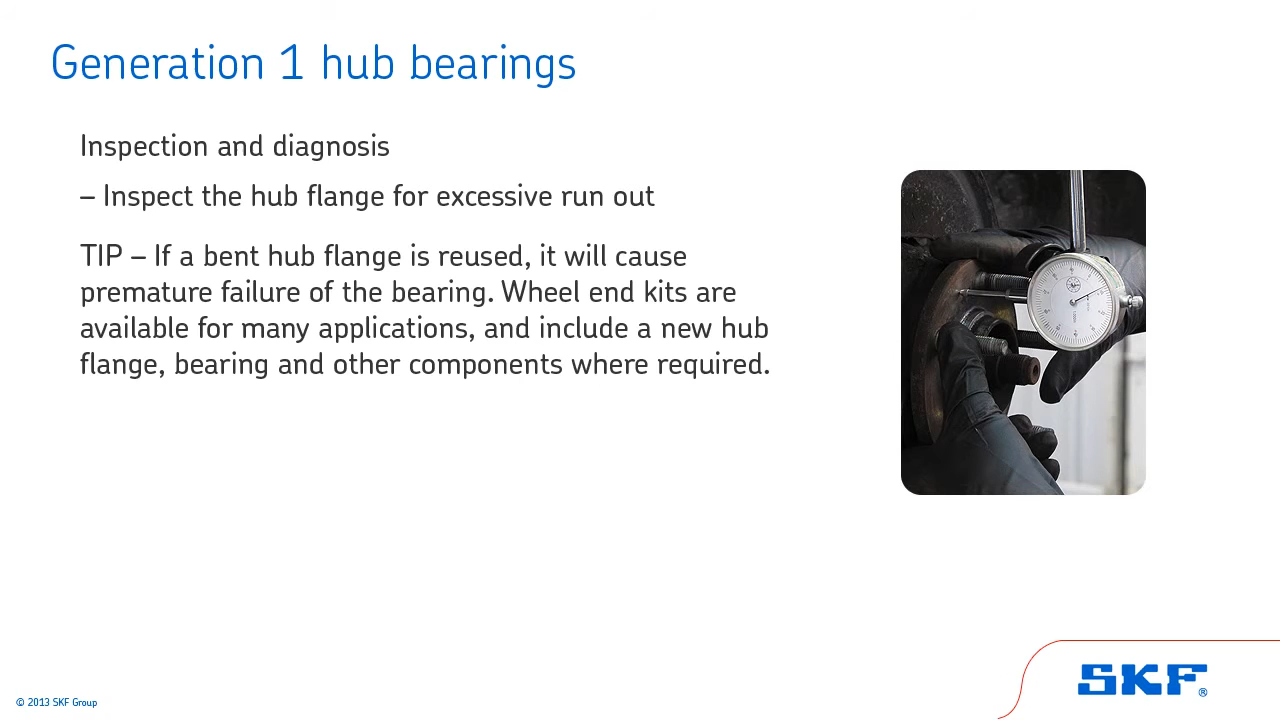 Generation 1 hub bearings
Inspection and diagnosis
– Inspect the hub flange for excessive run out
TIP – If a bent hub flange is reused, it will cause
premature failure of the bearing. Wheel end kits are
available for many applications, and include a new hub
flange, bearing and other components where required.
© 2013 SKF Group
SKF®